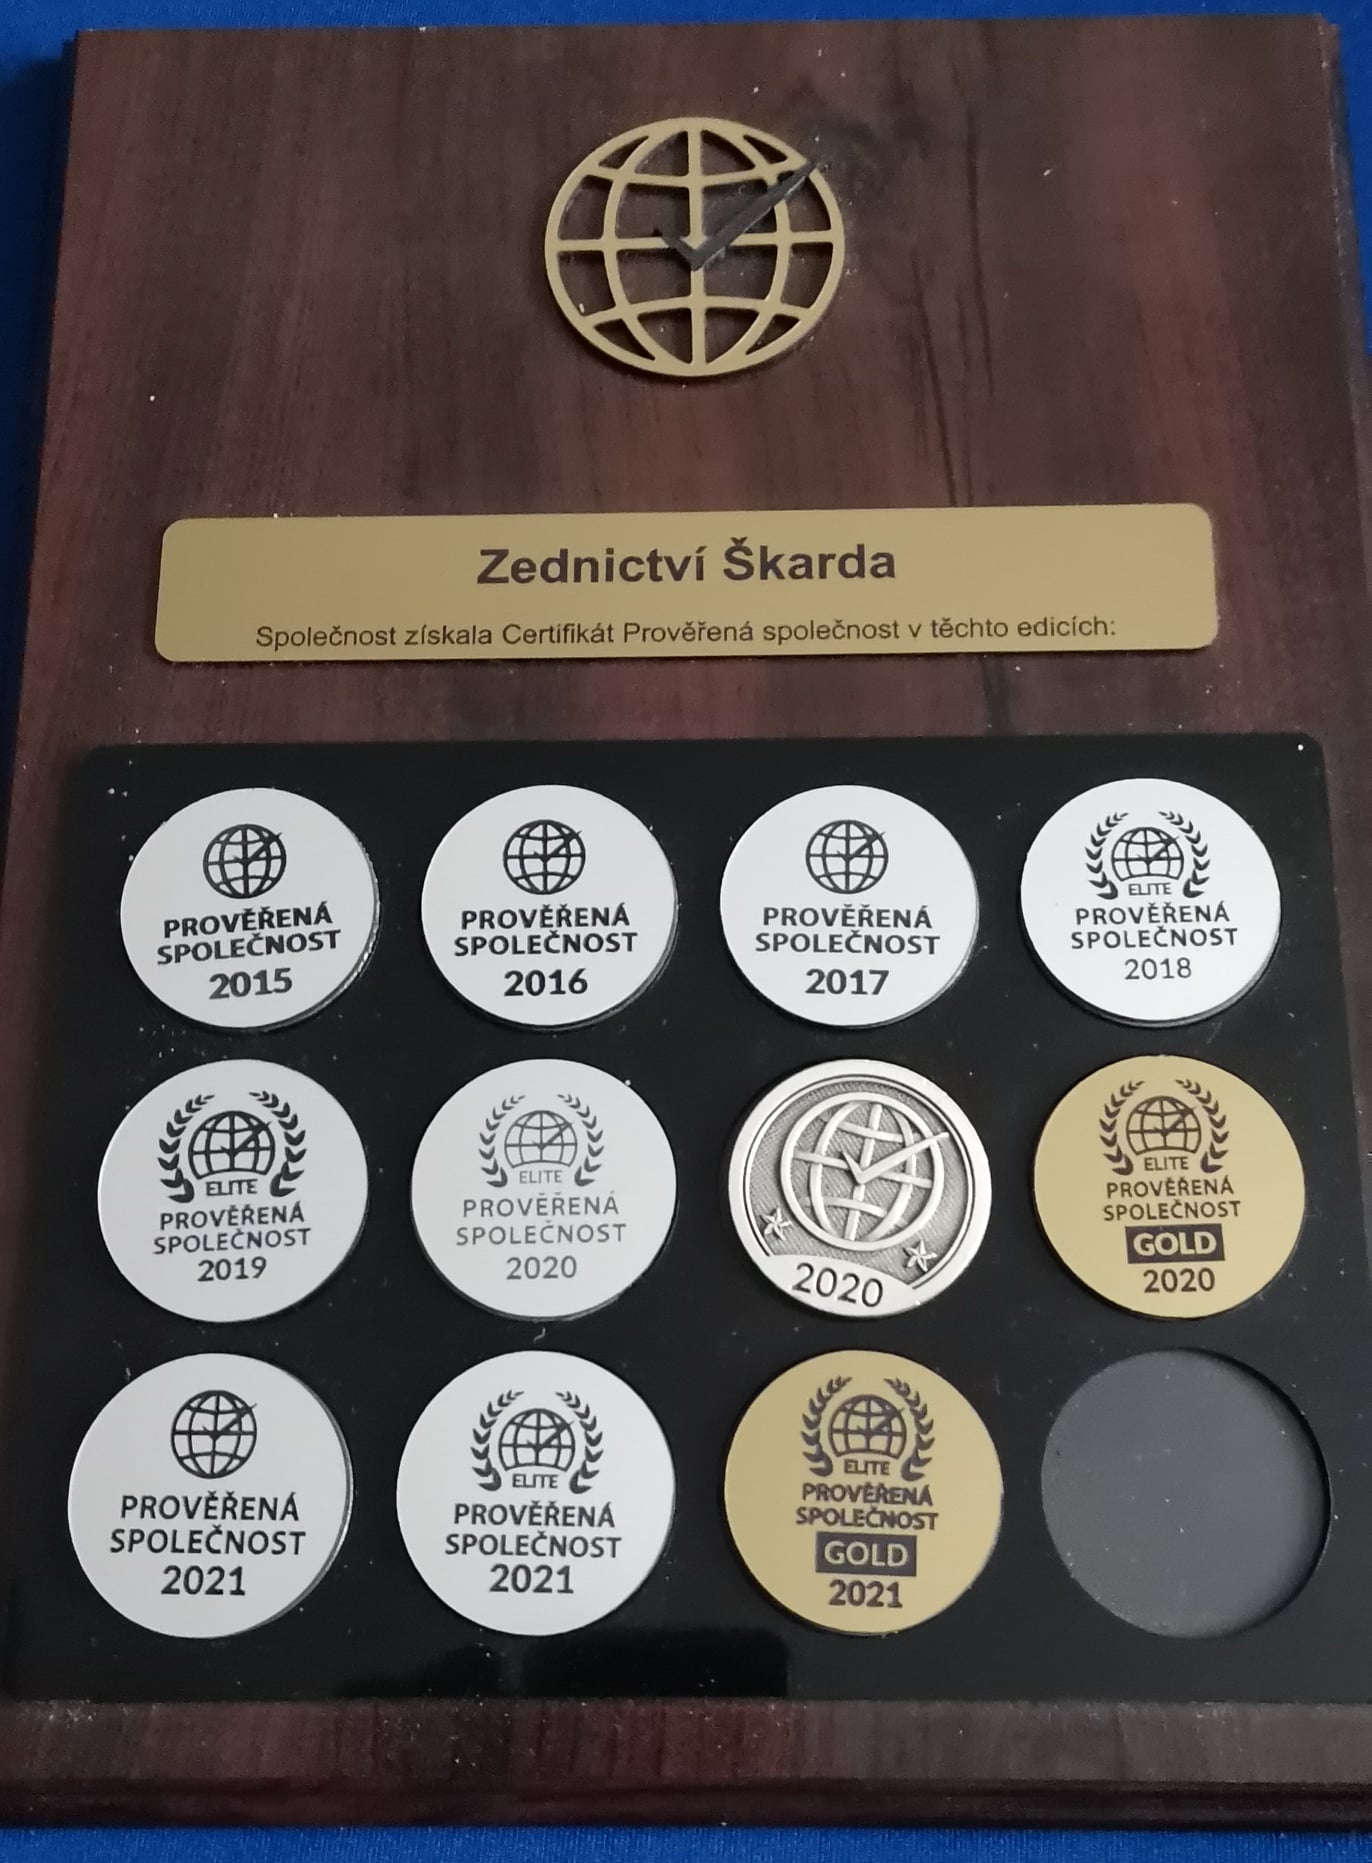 Zednictví Škarda
Společnost získala Certifikát Prověřená společnost v těchto edicích:
PROVĚŘENÁ
SPOLEČNOST
2015
PROVĚŘENÁ
SPOLEČNOST
2016
PROVĚŘENÁ
SPOLEČNOST
2017
ELITE
PROVĚŘENÁ
SPOLEČNOST
2018
ELITE
PROVĚŘENÁ
SPOLEČNOST
2019
ELITE
PROVĚŘENÁ
SPOLEČNOST
2020
2020
ELITE
PROVĚŘENÁ
SPOLEČNOST
GOLD
2020
PROVĚŘENÁ
SPOLEČNOST
2021
ELITE
PROVĚŘENÁ
SPOLEČNOST
2021
ELITE
PROVĚŘENÁ
SPOLEČNOST
GOLD
2021